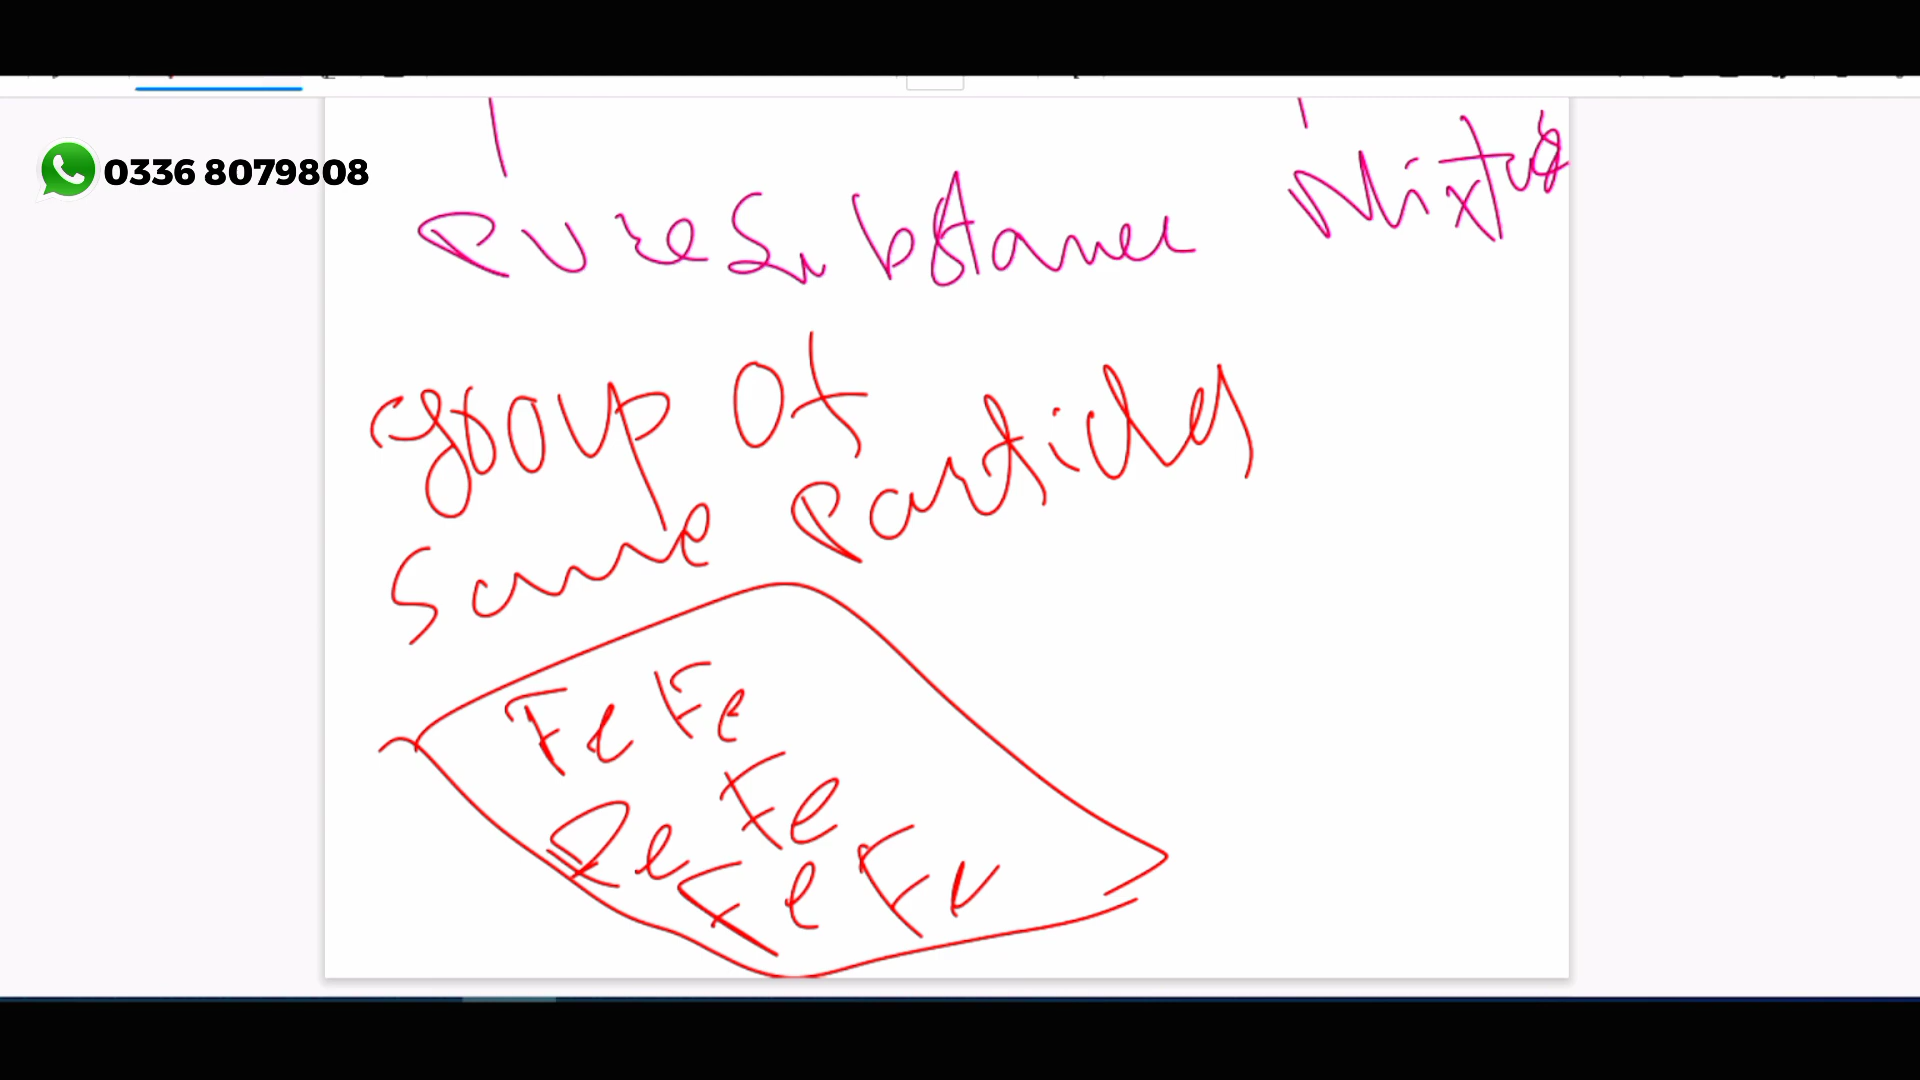 0336 8079808
Pure Substance Mixture
group of
Same Particles
Fe Fe
Fe
Fe
Fe Fe